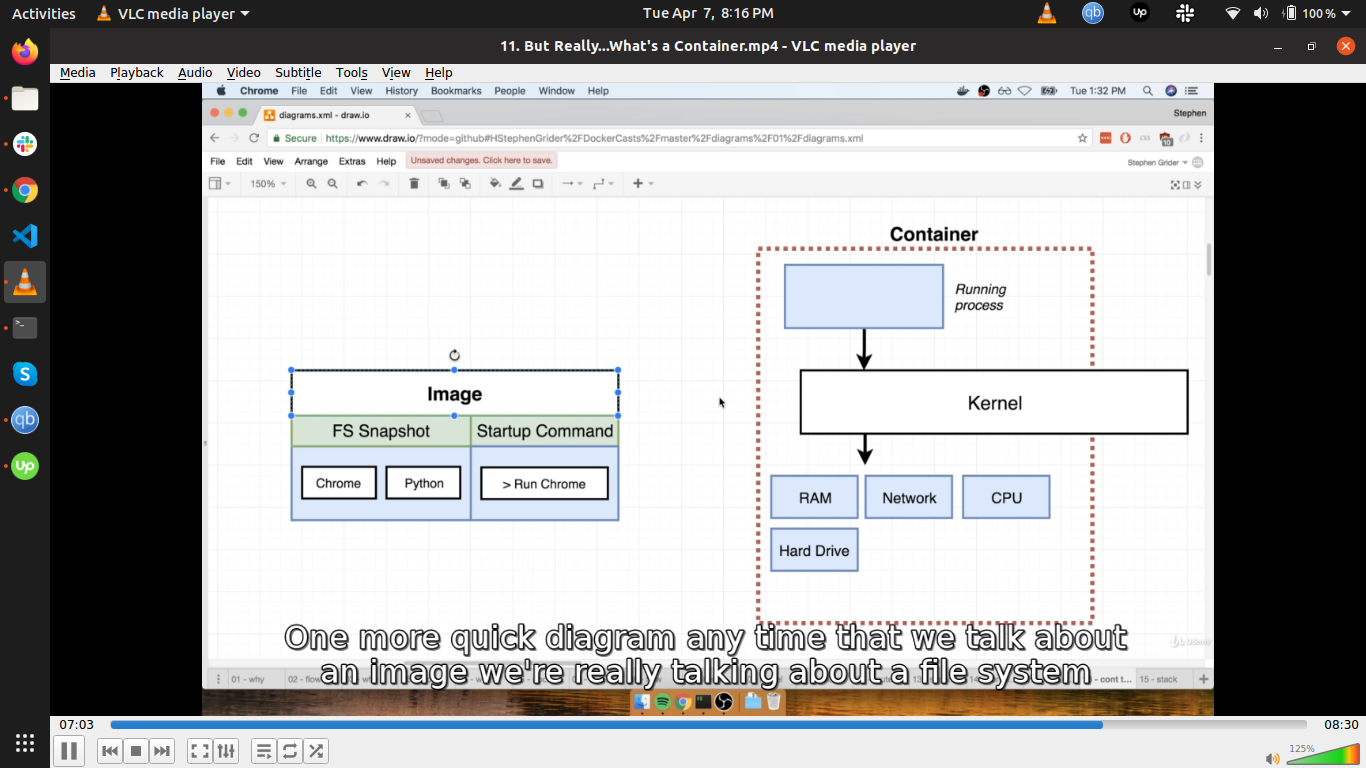 Activities VLC media player Tue Apr 7, 8:16 PM 100 %
11. But Really...What's a Container.mp4 - VLC media player
Media Playback Audio Video Subtitle Tools View Help
Chrome File Edit View History Bookmarks People Window Help Tue 1:32 PM
diagrams.xml - draw.io Stephen
Secure https://www.draw.io/?mode=github#HStephenGrider%2FDockerCasts%2Fmaster%2Fdiagrams%2F01%2Fdiagrams.xml
File Edit View Arrange Extras Help Unsaved changes. Click here to save. Stephen Grider
150%
Container
Running
process
Image
Kernel
FS Snapshot Startup Command
Chrome Python > Run Chrome
RAM Network CPU
Hard Drive
One more quick diagram any time that we talk about
an image we're really talking about a file system
01 - why 02 - flow - cont t... 15 - stack
07:03 08:30
125%